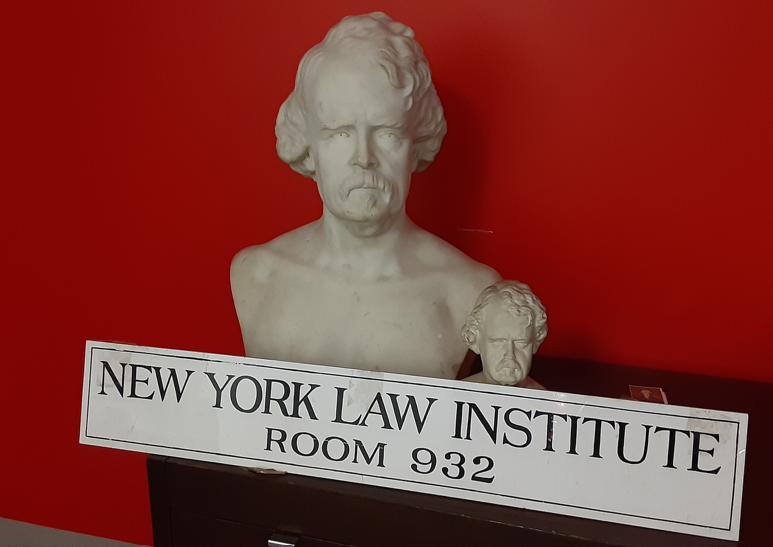 NEW YORK LAW INSTITUTE
ROOM 932